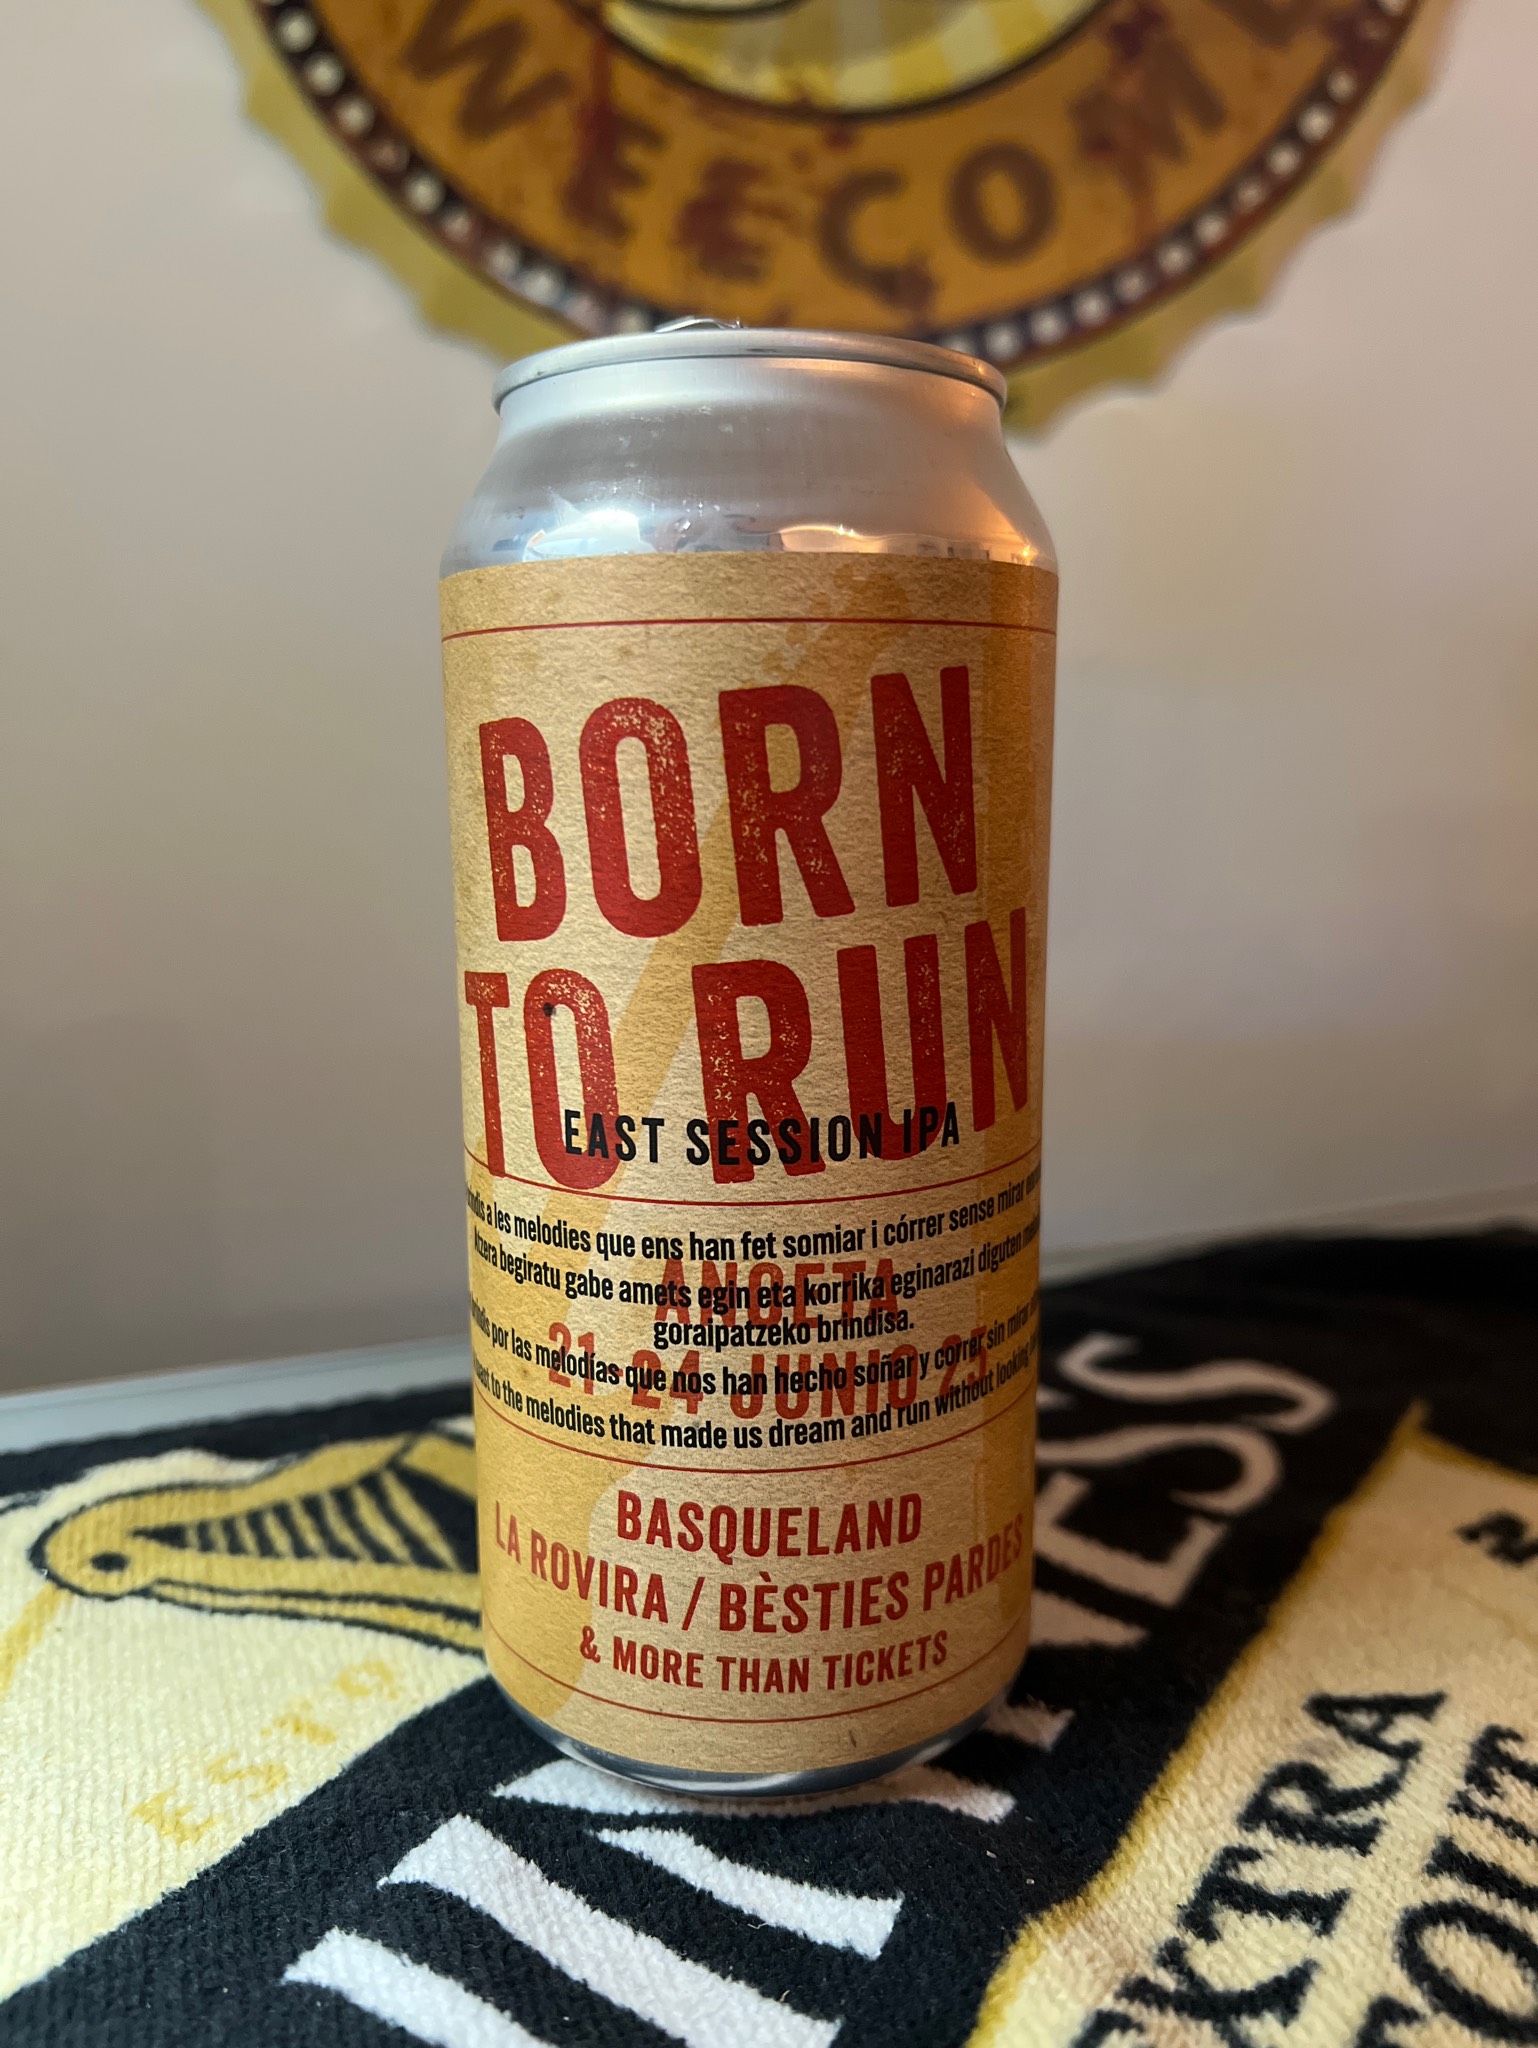 WELCOME
BORN
TO RUN
EAST SESSION IPA
a les melodies que ens han fet somiar i córrer sense mirar
Atzera begiratu gabe amets egin eta korrika eginarazi diguten
goraipatzeko brindisa.
ANOETA
por las melodías que nos han hecho soñar y correr sin mirar
21-24 JUNIO 25
to the melodies that made us dream and run without looking
BASQUELAND
LA ROVIRA / BÈSTIES PARDES
& MORE THAN TICKETS
ESTD
EXTRA